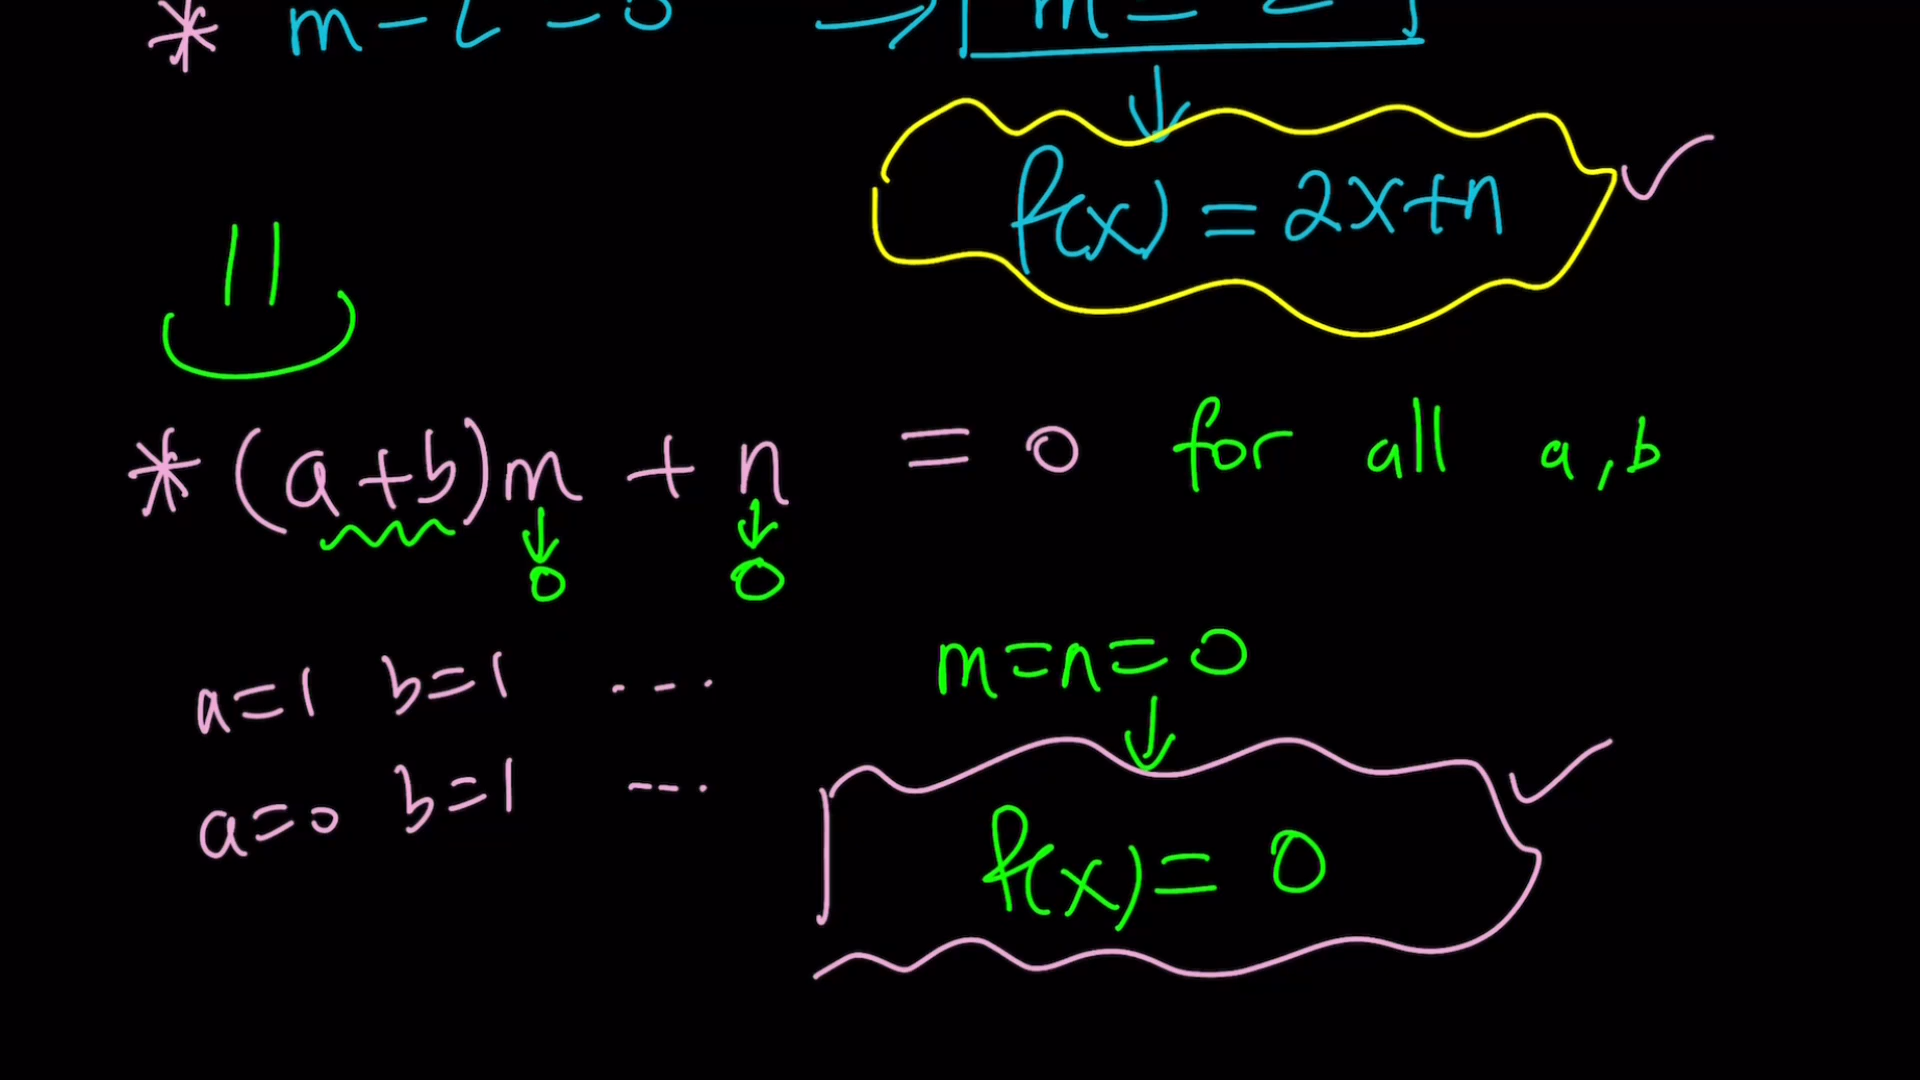 * m - 2 = 0 → m = 2
f(x) = 2x+n
* (a+b)m + n = 0 for all a,b
0 0
m=n=0
a=1 b=1 ---
a=0 b=1 ---
f(x) = 0